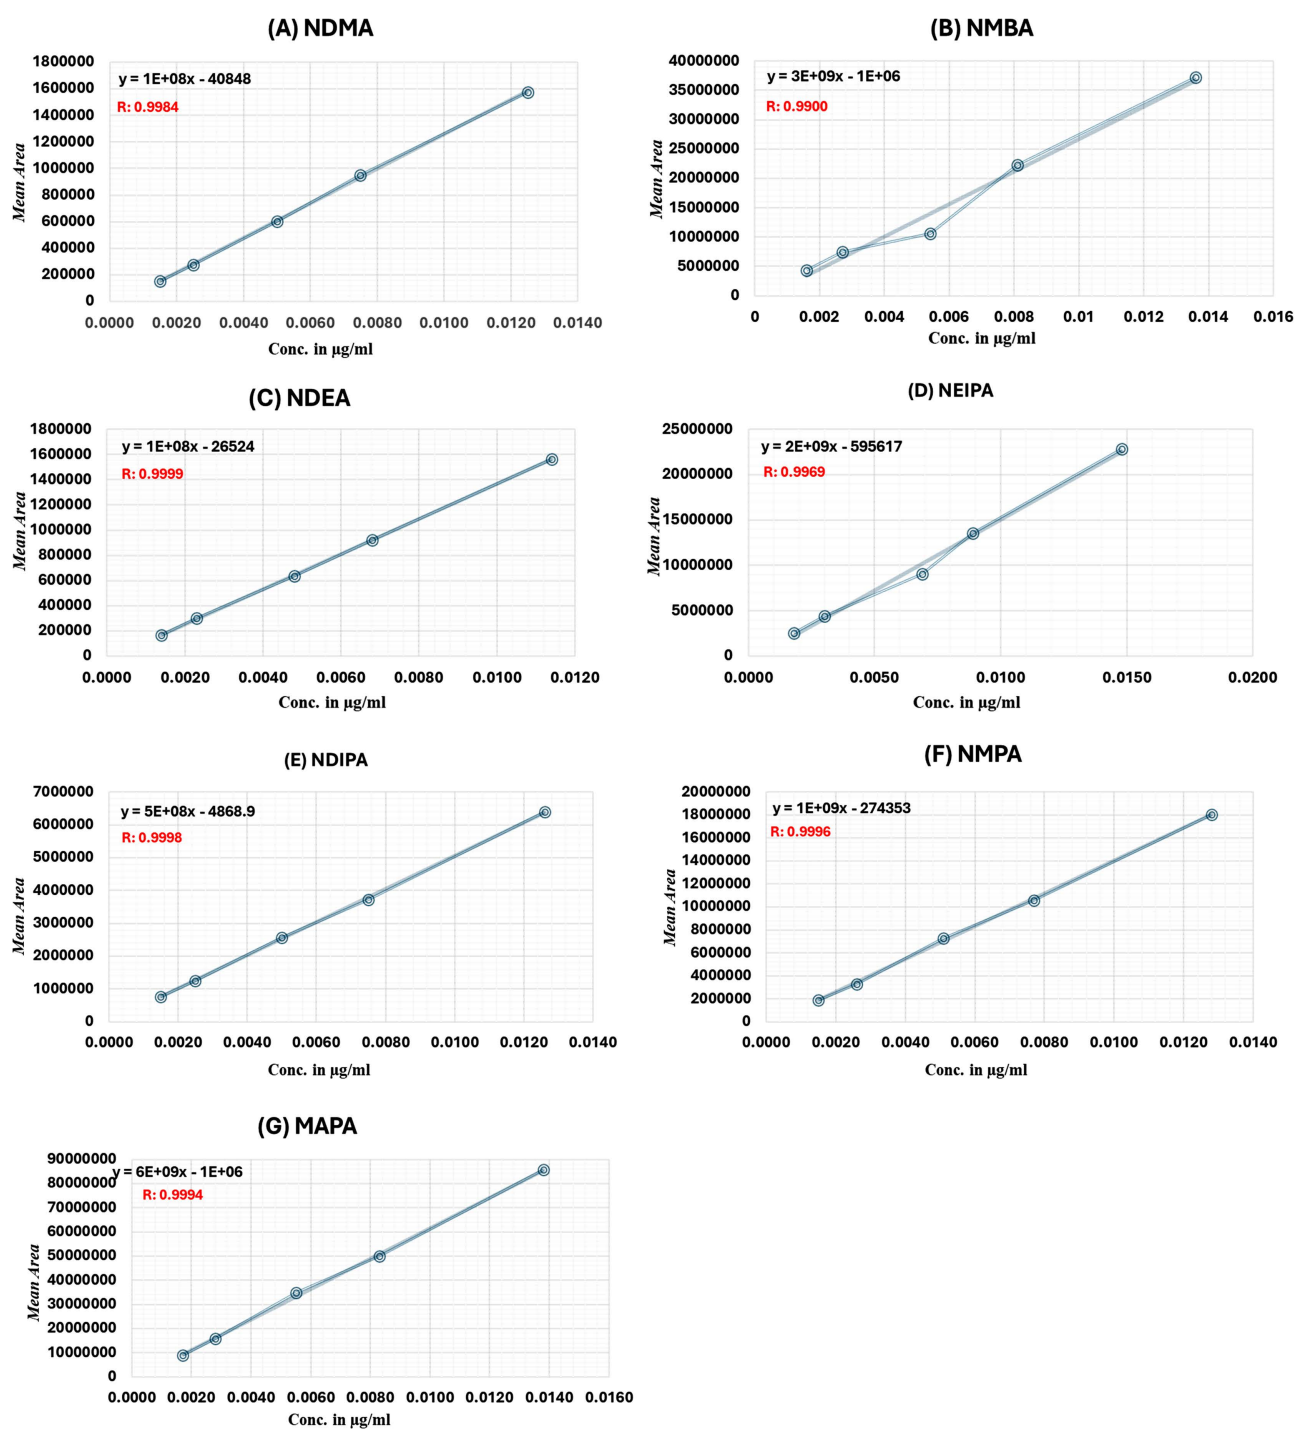 (A) NDMA
1800000
y = 1E+08x - 40848
1600000
R: 0.9984
1400000
1200000
1000000
800000
600000
400000
200000
0
Mean Area
0.0000 0.0020 0.0040 0.0060 0.0080 0.0100 0.0120 0.0140
Conc. in µg/ml
(B) NMBA
40000000
y = 3E+09x - 1E+06
35000000
R: 0.9900
30000000
25000000
20000000
15000000
10000000
5000000
0
Mean Area
0 0.002 0.004 0.006 0.008 0.01 0.012 0.014 0.016
Conc. in µg/ml
(C) NDEA
1800000
y = 1E+08x - 26524
1600000
R: 0.9999
1400000
1200000
1000000
800000
600000
400000
200000
0
Mean Area
0.0000 0.0020 0.0040 0.0060 0.0080 0.0100 0.0120
Conc. in µg/ml
(D) NEIPA
25000000
y = 2E+09x - 595617
R: 0.9969
20000000
15000000
10000000
5000000
0
Mean Area
0.0000 0.0050 0.0100 0.0150 0.0200
Conc. in µg/ml
(E) NDIPA
7000000
y = 5E+08x - 4868.9
6000000
R: 0.9998
5000000
4000000
3000000
2000000
1000000
0
Mean Area
0.0000 0.0020 0.0040 0.0060 0.0080 0.0100 0.0120 0.0140
Conc. in µg/ml
(F) NMPA
20000000
y = 1E+09x - 274353
18000000
R: 0.9996
16000000
14000000
12000000
10000000
8000000
6000000
4000000
2000000
0
Mean Area
0.0000 0.0020 0.0040 0.0060 0.0080 0.0100 0.0120 0.0140
Conc. in µg/ml
(G) MAPA
90000000
y = 6E+09x - 1E+06
80000000
R: 0.9994
70000000
60000000
50000000
40000000
30000000
20000000
10000000
0
Mean Area
0.0000 0.0020 0.0040 0.0060 0.0080 0.0100 0.0120 0.0140 0.0160
Conc. in µg/ml